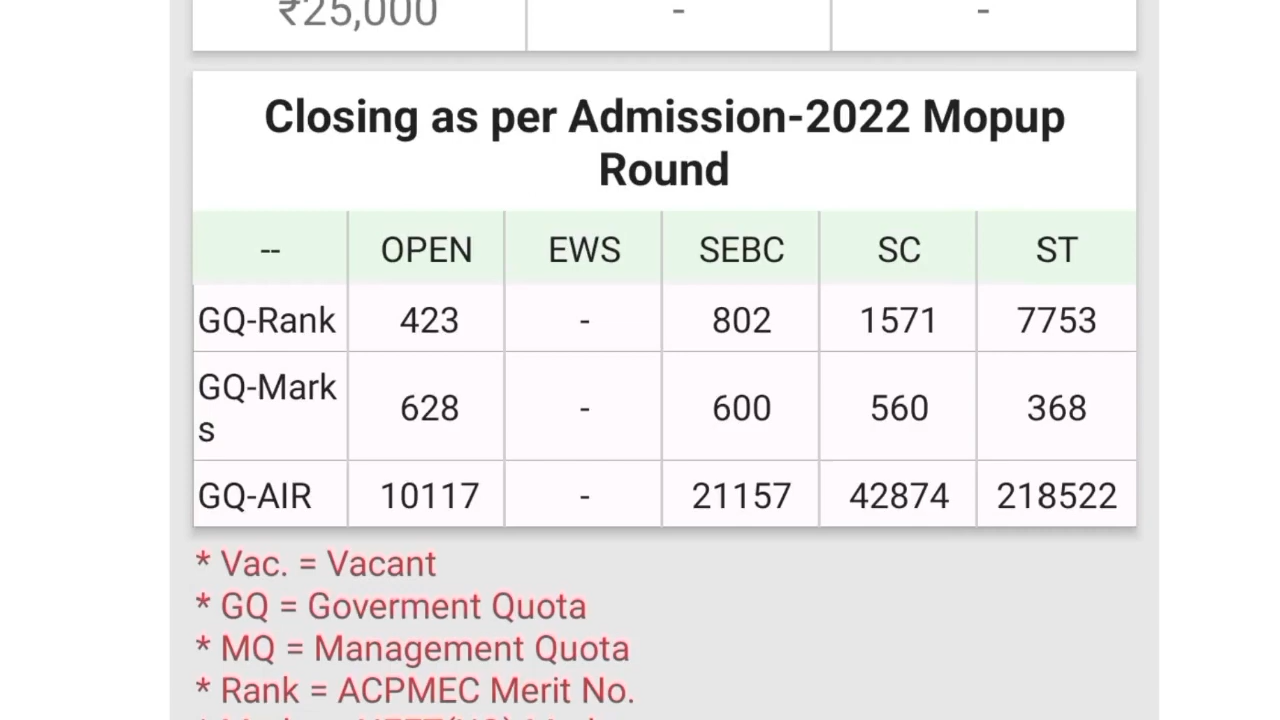 ₹25,000 - -
Closing as per Admission-2022 Mopup
Round
-- OPEN EWS SEBC SC ST
GQ-Rank 423 - 802 1571 7753
GQ-Mark
s 628 - 600 560 368
GQ-AIR 10117 - 21157 42874 218522
* Vac. = Vacant
* GQ = Goverment Quota
* MQ = Management Quota
* Rank = ACPMEC Merit No.